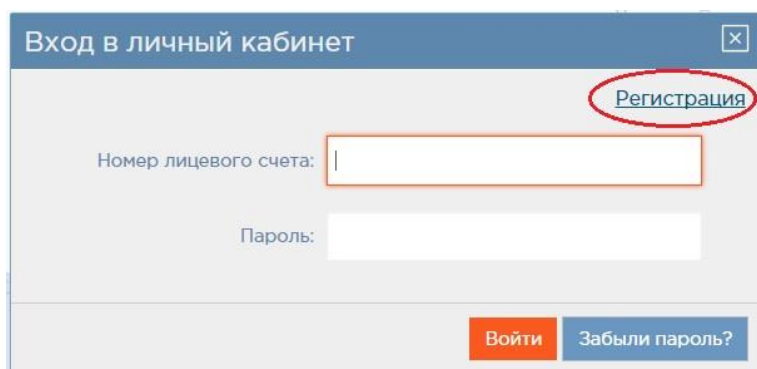 Вход в личный кабинет
Регистрация
Номер лицевого счета:
Пароль:
Войти Забыли пароль?